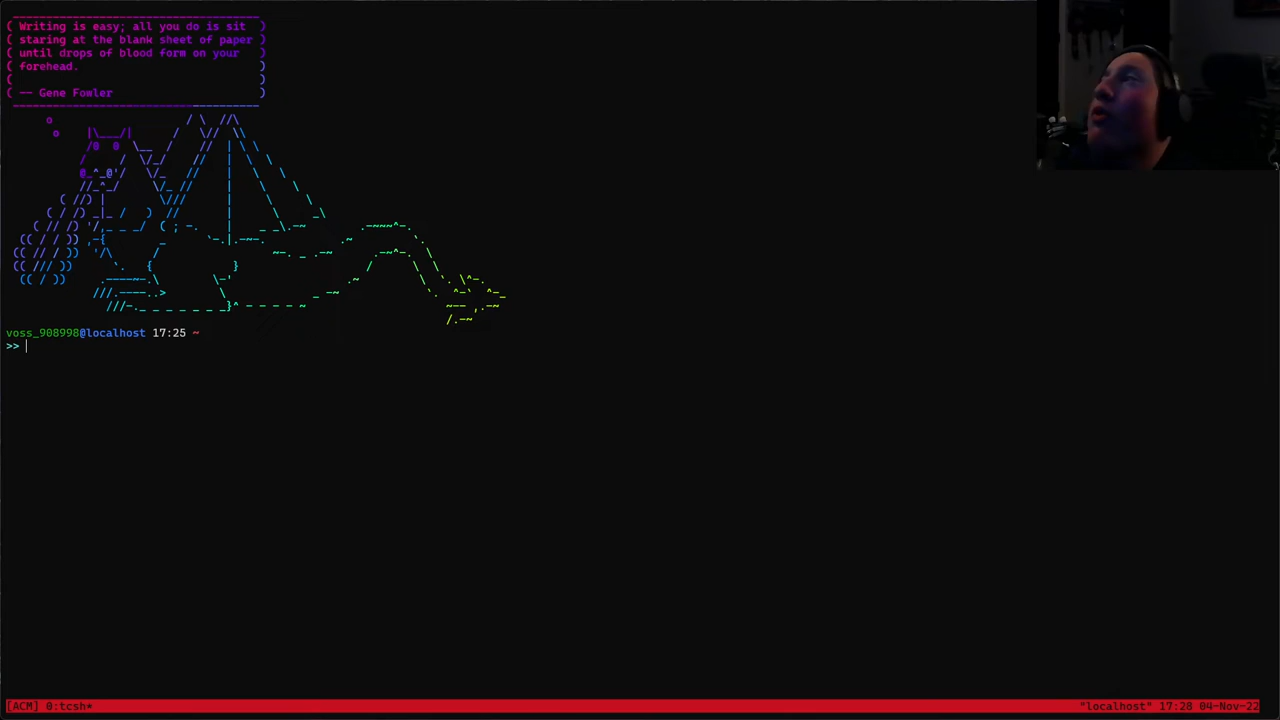 ( Writing is easy; all you do is sit )
( staring at the blank sheet of paper )
( until drops of blood form on your )
( forehead. )
( )
( -- Gene Fowler )
voss_908998@localhost 17:25 ~
>>
[ACM] 0:tcsh* "localhost" 17:28 04-Nov-22